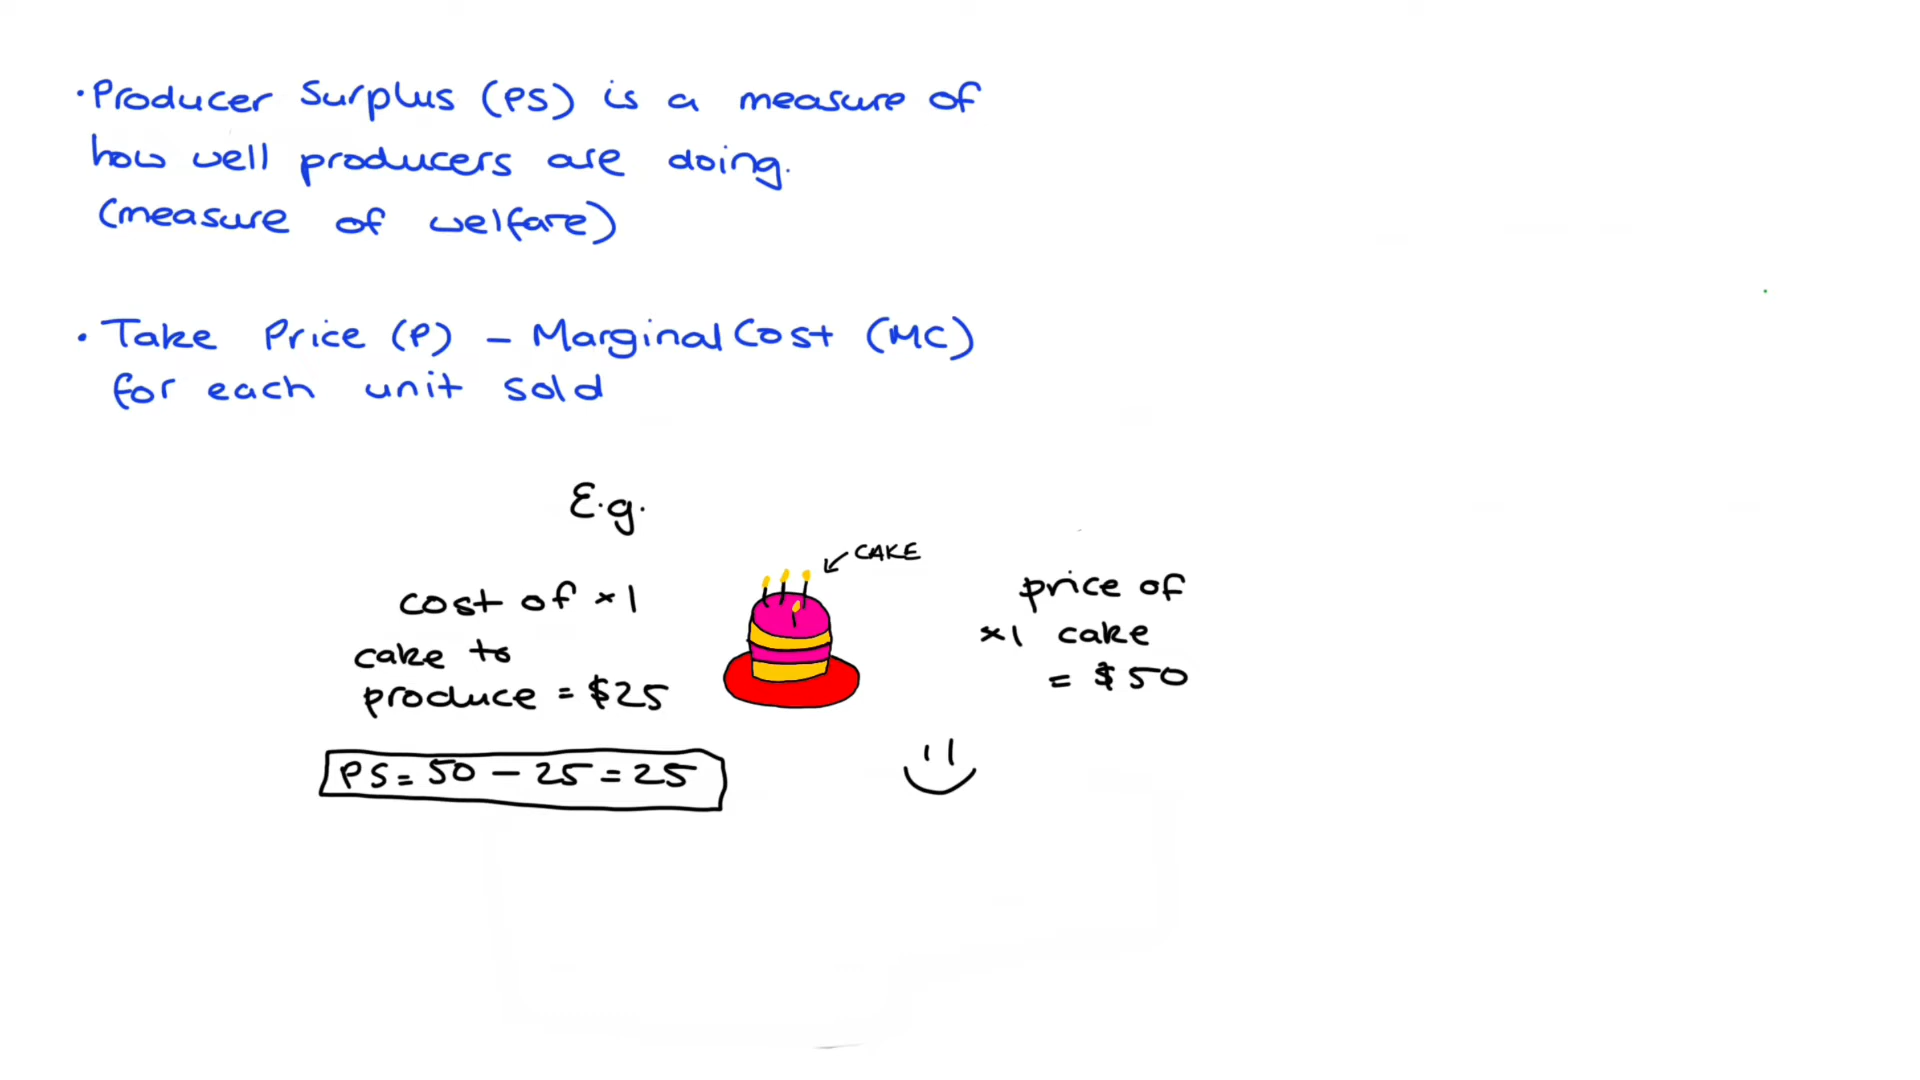 • Producer Surplus (PS) is a measure of
how well producers are doing.
(measure of welfare)
• Take Price (P) – Marginal Cost (MC)
for each unit sold
E.g.
CAKE
cost of ×1
cake to
produce = $25
price of
×1 cake
= $50
PS = 50 – 25 = 25